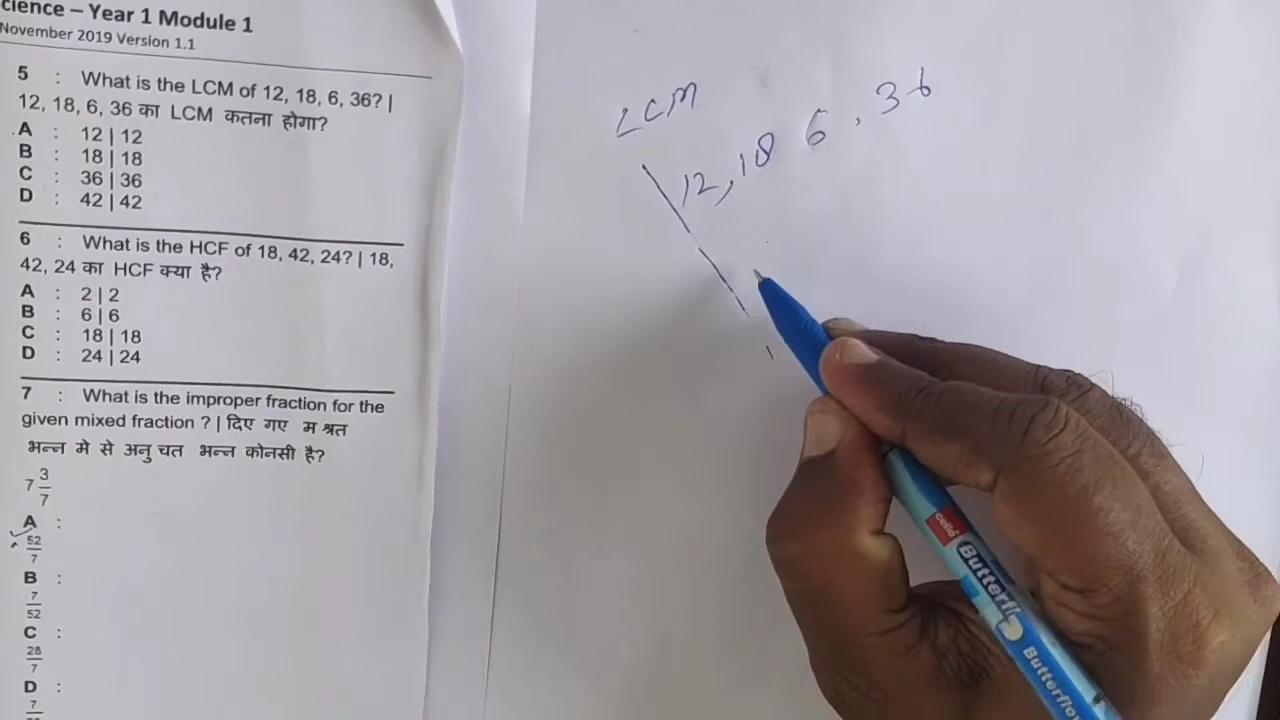 cience – Year 1 Module 1
November 2019 Version 1.1
5 : What is the LCM of 12, 18, 6, 36? |
12, 18, 6, 36 का LCM कतना होगा?
A : 12 | 12
B : 18 | 18
C : 36 | 36
D : 42 | 42
6 : What is the HCF of 18, 42, 24? | 18,
42, 24 का HCF क्या है?
A : 2 | 2
B : 6 | 6
C : 18 | 18
D : 24 | 24
7 : What is the improper fraction for the
given mixed fraction ? | दिए गए म श्रत
भन्न मे से अनु चत भन्न कोनसी है?
7 3/7
A :
52/7
B :
7/52
C :
28/7
D :
7
LCM
12, 18 6, 36
cello Butterfl
Butterflow